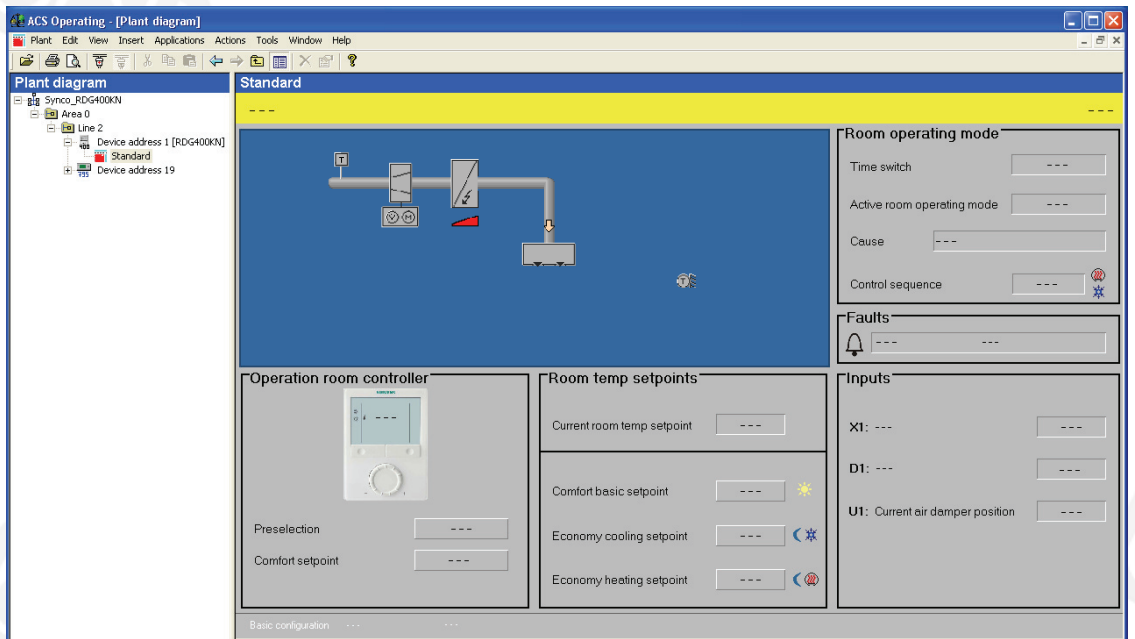 ACS Operating - [Plant diagram]
Plant Edit View Insert Applications Actions Tools Window Help
Plant diagram
Standard
Synco_RDG400KN
Area 0
Line 2
Device address 1 [RDG400KN]
Standard
Device address 19
--- ---
T
V M
T
Room operating mode
Time switch ---
Active room operating mode ---
Cause ---
Control sequence ---
Faults
--- ---
Operation room controller
SIEMENS
---
Preselection ---
Comfort setpoint ---
Room temp setpoints
Current room temp setpoint ---
Comfort basic setpoint ---
Economy cooling setpoint ---
Economy heating setpoint ---
Inputs
X1: --- ---
D1: --- ---
U1: Current air damper position ---
Basic configuration --- ---